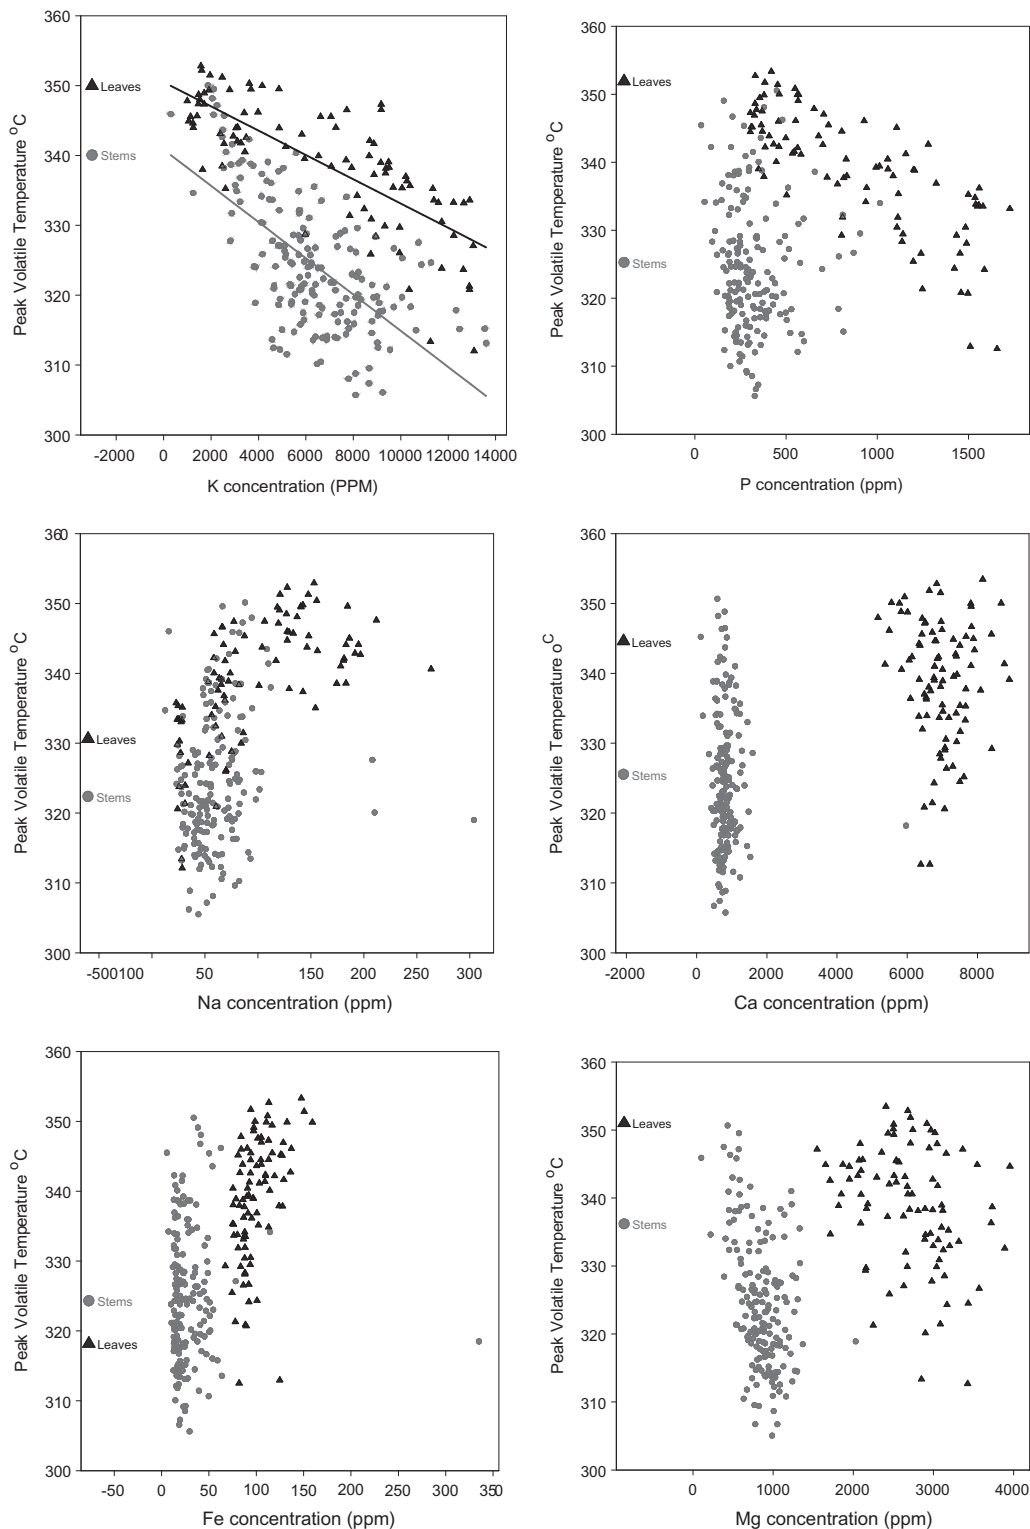 360
350
340
330
320
310
300
Peak Volatile Temperature °C
Leaves
Stems
-2000 0 2000 4000 6000 8000 10000 12000 14000
K concentration (PPM)
360
350
340
330
320
310
300
Peak Volatile Temperature °C
Leaves
Stems
0 500 1000 1500
P concentration (ppm)
360
350
340
330
320
310
300
Peak Volatile Temperature °C
Leaves
Stems
-500100 50 150 200 250 300
Na concentration (ppm)
360
350
340
330
320
310
300
Peak Volatile Temperature oC
Leaves
Stems
-2000 0 2000 4000 6000 8000
Ca concentration (ppm)
360
350
340
330
320
310
300
Peak Volatile Temperature °C
Stems
Leaves
-50 0 50 100 150 200 250 300 350
Fe concentration (ppm)
360
350
340
330
320
310
300
Peak Volatile Temperature °C
Leaves
Stems
0 1000 2000 3000 4000
Mg concentration (ppm)